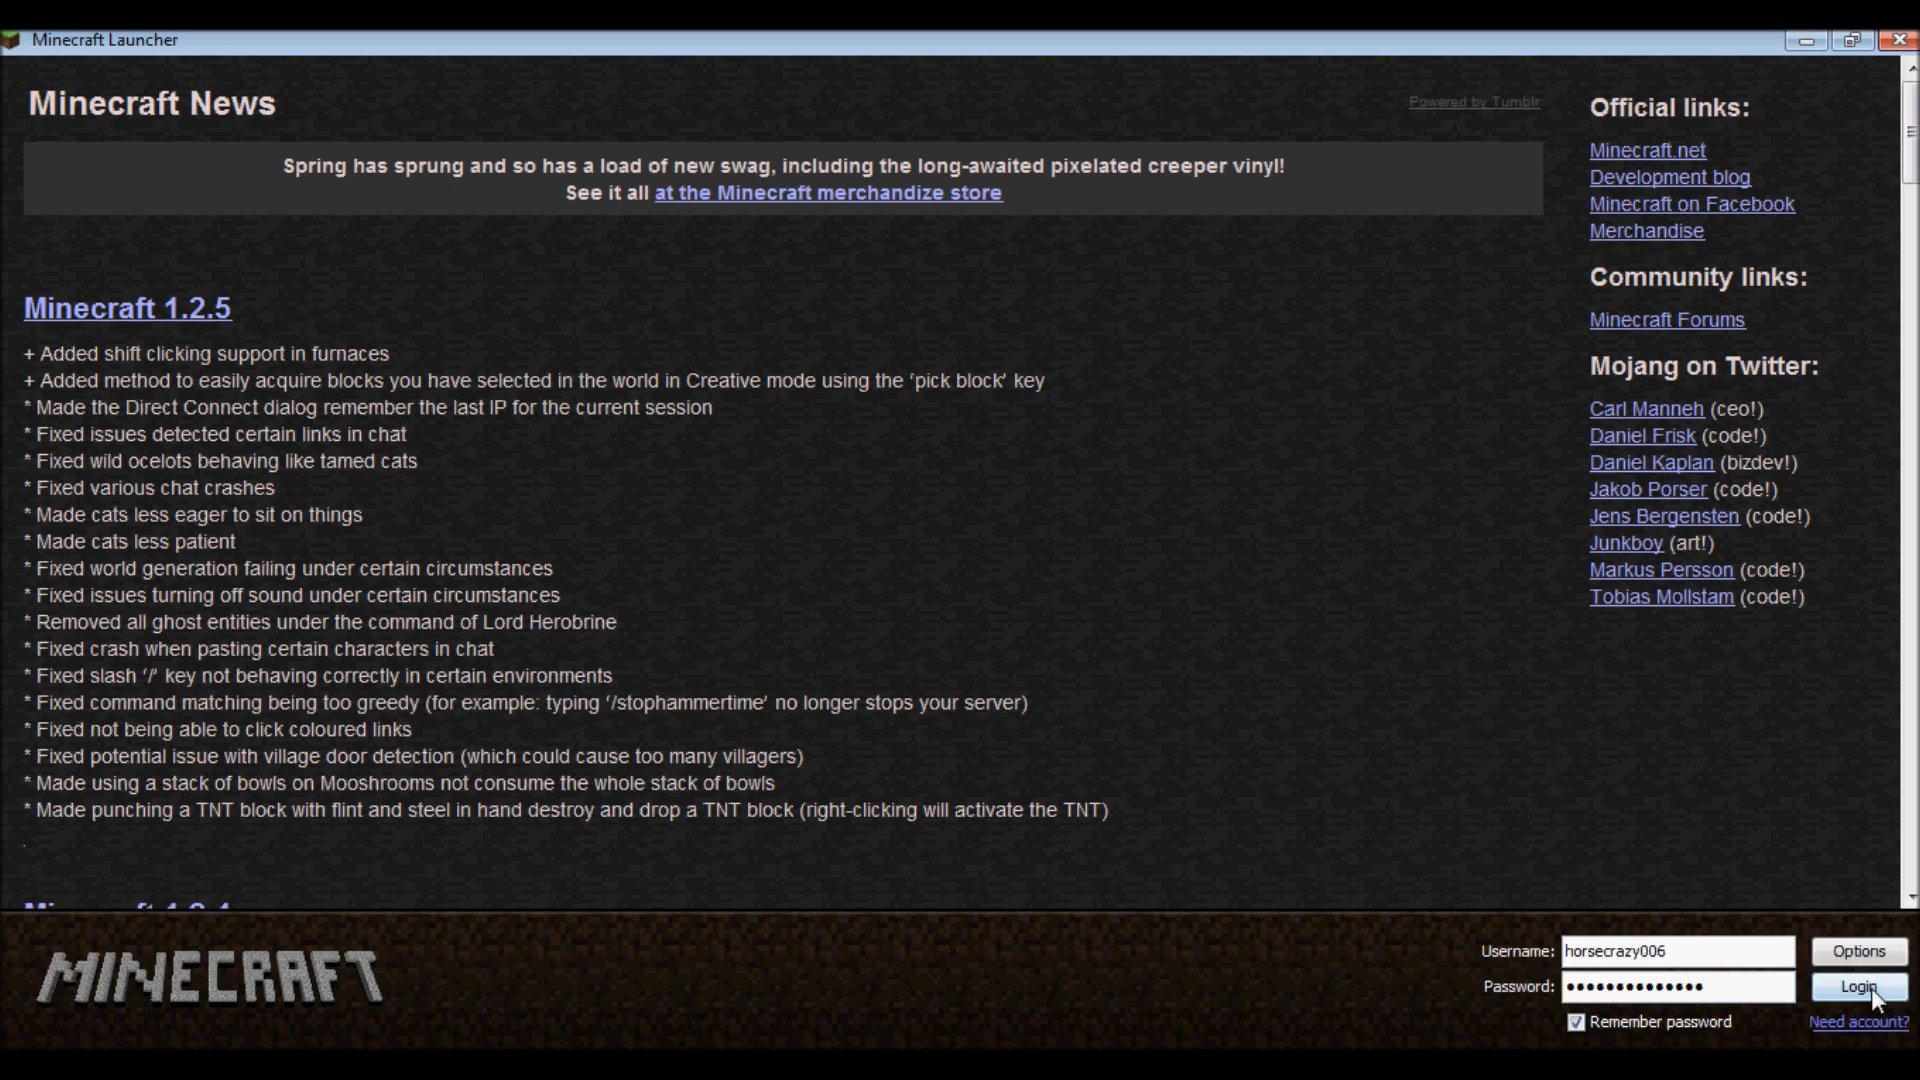 Minecraft Launcher
Minecraft News
Powered by Tumblr
Spring has sprung and so has a load of new swag, including the long-awaited pixelated creeper vinyl!
See it all at the Minecraft merchandize store
Minecraft 1.2.5
+ Added shift clicking support in furnaces
+ Added method to easily acquire blocks you have selected in the world in Creative mode using the 'pick block' key
* Made the Direct Connect dialog remember the last IP for the current session
* Fixed issues detected certain links in chat
* Fixed wild ocelots behaving like tamed cats
* Fixed various chat crashes
* Made cats less eager to sit on things
* Made cats less patient
* Fixed world generation failing under certain circumstances
* Fixed issues turning off sound under certain circumstances
* Removed all ghost entities under the command of Lord Herobrine
* Fixed crash when pasting certain characters in chat
* Fixed slash '/' key not behaving correctly in certain environments
* Fixed command matching being too greedy (for example: typing '/stophammertime' no longer stops your server)
* Fixed not being able to click coloured links
* Fixed potential issue with village door detection (which could cause too many villagers)
* Made using a stack of bowls on Mooshrooms not consume the whole stack of bowls
* Made punching a TNT block with flint and steel in hand destroy and drop a TNT block (right-clicking will activate the TNT)
.
Official links:
Minecraft.net
Development blog
Minecraft on Facebook
Merchandise
Community links:
Minecraft Forums
Mojang on Twitter:
Carl Manneh (ceo!)
Daniel Frisk (code!)
Daniel Kaplan (bizdev!)
Jakob Porser (code!)
Jens Bergensten (code!)
Junkboy (art!)
Markus Persson (code!)
Tobias Mollstam (code!)
MINECRAFT
Username: horsecrazy006 Options
Password: ●●●●●●●●●●●●●● Login
Remember password Need account?